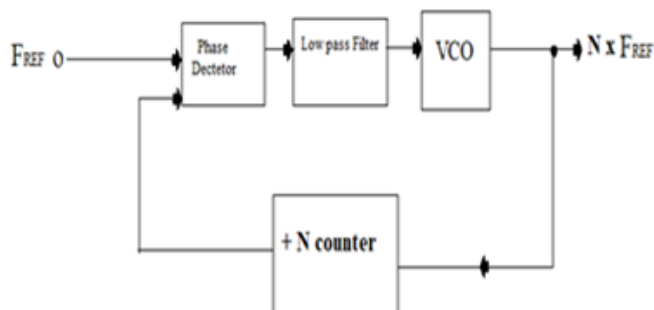 FREF
Phase
Dectetor
Low-pass Filter
VCO
N x FREF
+ N counter